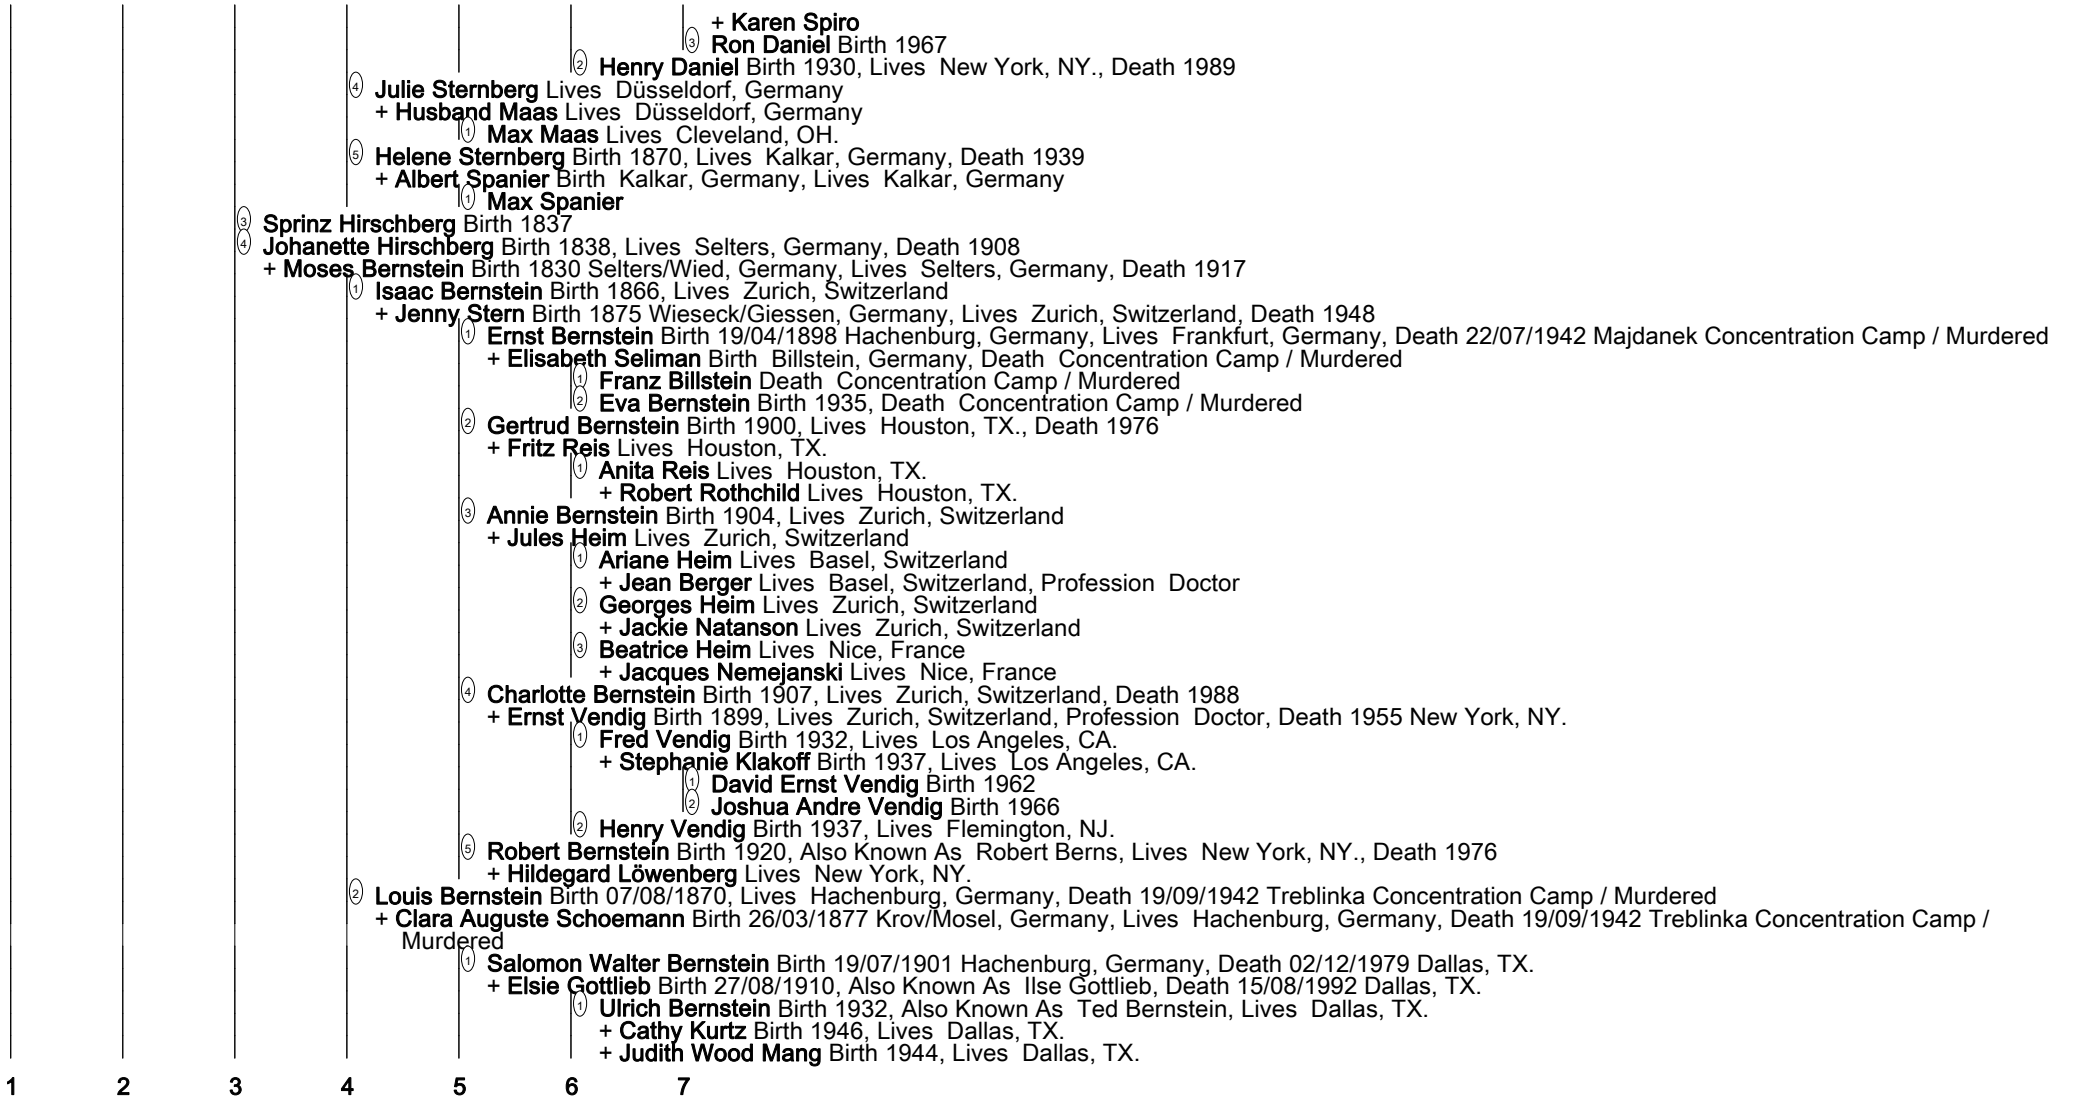 + Karen Spiro
3 Ron Daniel Birth 1967
2 Henry Daniel Birth 1930, Lives New York, NY., Death 1989
4 Julie Sternberg Lives Düsseldorf, Germany
+ Husband Maas Lives Düsseldorf, Germany
1 Max Maas Lives Cleveland, OH.
5 Helene Sternberg Birth 1870, Lives Kalkar, Germany, Death 1939
+ Albert Spanier Birth Kalkar, Germany, Lives Kalkar, Germany
1 Max Spanier
3 Sprinz Hirschberg Birth 1837
4 Johanette Hirschberg Birth 1838, Lives Selters, Germany, Death 1908
+ Moses Bernstein Birth 1830 Selters/Wied, Germany, Lives Selters, Germany, Death 1917
1 Isaac Bernstein Birth 1866, Lives Zurich, Switzerland
+ Jenny Stern Birth 1875 Wieseck/Giessen, Germany, Lives Zurich, Switzerland, Death 1948
1 Ernst Bernstein Birth 19/04/1898 Hachenburg, Germany, Lives Frankfurt, Germany, Death 22/07/1942 Majdanek Concentration Camp / Murdered
+ Elisabeth Seliman Birth Billstein, Germany, Death Concentration Camp / Murdered
1 Franz Billstein Death Concentration Camp / Murdered
2 Eva Bernstein Birth 1935, Death Concentration Camp / Murdered
2 Gertrud Bernstein Birth 1900, Lives Houston, TX., Death 1976
+ Fritz Reis Lives Houston, TX.
1 Anita Reis Lives Houston, TX.
+ Robert Rothchild Lives Houston, TX.
3 Annie Bernstein Birth 1904, Lives Zurich, Switzerland
+ Jules Heim Lives Zurich, Switzerland
1 Ariane Heim Lives Basel, Switzerland
+ Jean Berger Lives Basel, Switzerland, Profession Doctor
2 Georges Heim Lives Zurich, Switzerland
+ Jackie Natanson Lives Zurich, Switzerland
3 Beatrice Heim Lives Nice, France
+ Jacques Nemejanski Lives Nice, France
4 Charlotte Bernstein Birth 1907, Lives Zurich, Switzerland, Death 1988
+ Ernst Vendig Birth 1899, Lives Zurich, Switzerland, Profession Doctor, Death 1955 New York, NY.
1 Fred Vendig Birth 1932, Lives Los Angeles, CA.
+ Stephanie Klakoff Birth 1937, Lives Los Angeles, CA.
1 David Ernst Vendig Birth 1962
2 Joshua Andre Vendig Birth 1966
2 Henry Vendig Birth 1937, Lives Flemington, NJ.
5 Robert Bernstein Birth 1920, Also Known As Robert Berns, Lives New York, NY., Death 1976
+ Hildegard Löwenberg Lives New York, NY.
2 Louis Bernstein Birth 07/08/1870, Lives Hachenburg, Germany, Death 19/09/1942 Treblinka Concentration Camp / Murdered
+ Clara Auguste Schoemann Birth 26/03/1877 Krov/Mosel, Germany, Lives Hachenburg, Germany, Death 19/09/1942 Treblinka Concentration Camp /
Murdered
1 Salomon Walter Bernstein Birth 19/07/1901 Hachenburg, Germany, Death 02/12/1979 Dallas, TX.
+ Elsie Gottlieb Birth 27/08/1910, Also Known As Ilse Gottlieb, Death 15/08/1992 Dallas, TX.
1 Ulrich Bernstein Birth 1932, Also Known As Ted Bernstein, Lives Dallas, TX.
+ Cathy Kurtz Birth 1946, Lives Dallas, TX.
+ Judith Wood Mang Birth 1944, Lives Dallas, TX.
1 2 3 4 5 6 7